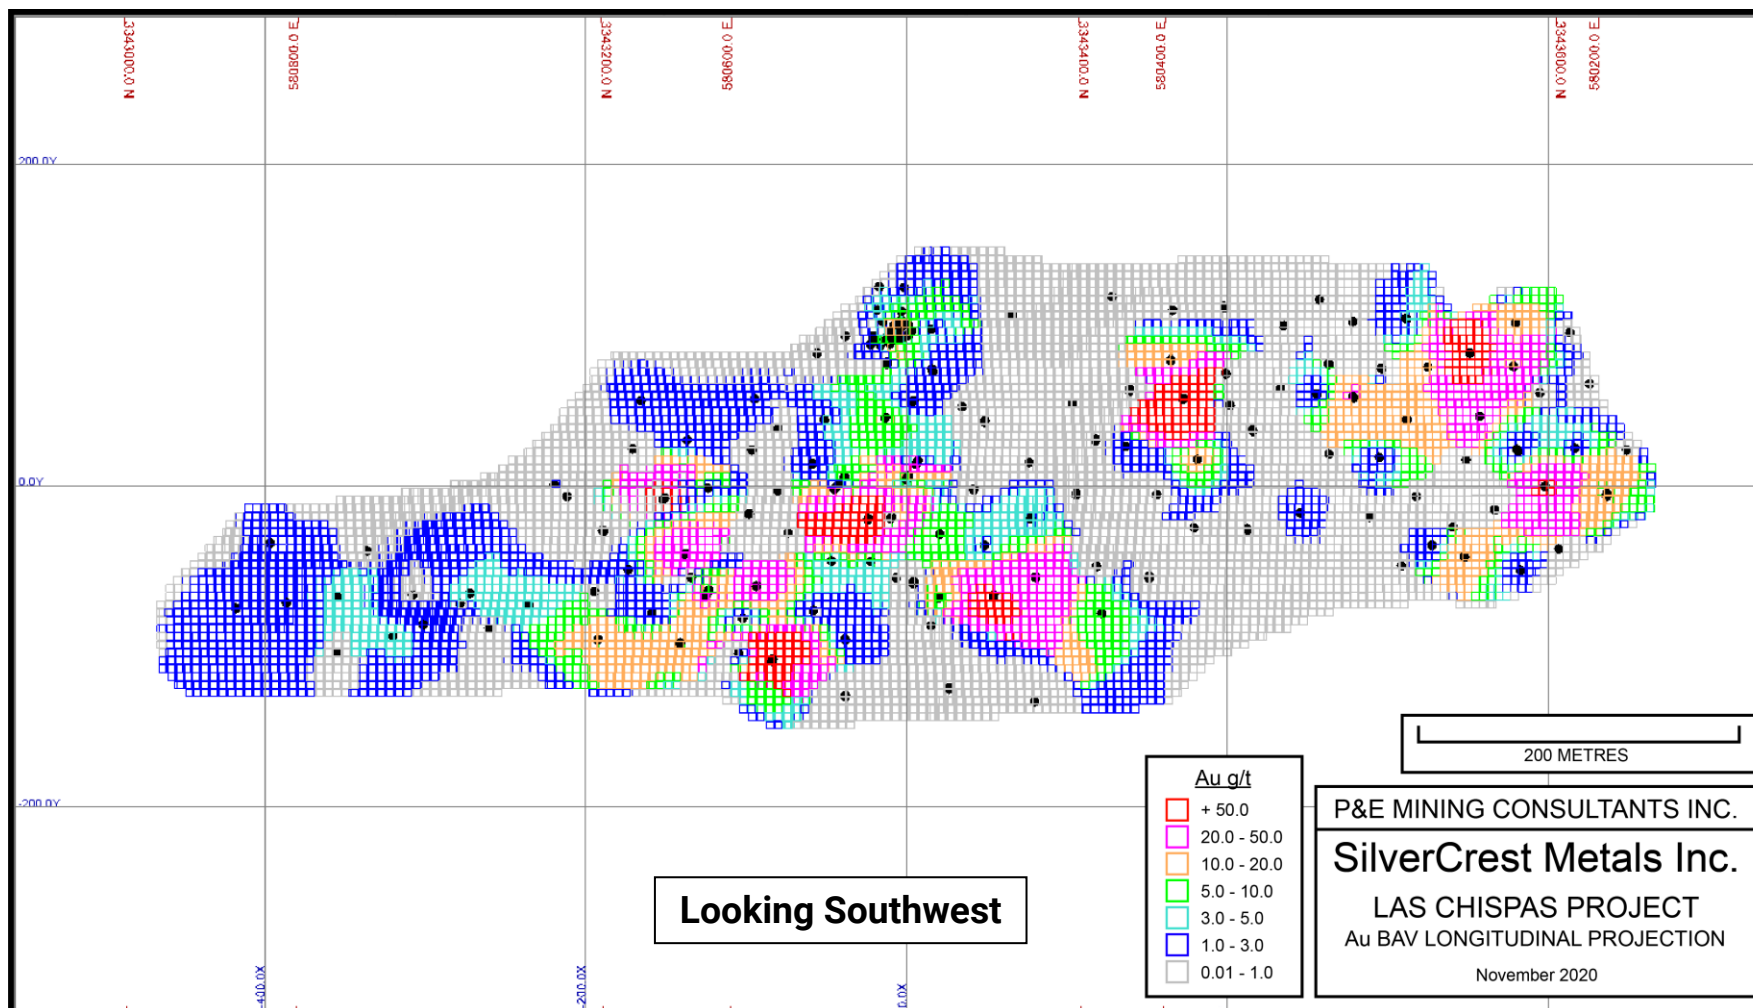 3343000.0 N
580800.0 E
3343200.0 N
580600.0 E
3343400.0 N
580400.0 E
3343600.0 N
580200.0 E
200.0Y
0.0Y
-200.0Y
-400.0X
-200.0X
0.0X
200 METRES
Looking Southwest
Au g/t
+ 50.0
20.0 - 50.0
10.0 - 20.0
5.0 - 10.0
3.0 - 5.0
1.0 - 3.0
0.01 - 1.0
P&E MINING CONSULTANTS INC.
SilverCrest Metals Inc.
LAS CHISPAS PROJECT
Au BAV LONGITUDINAL PROJECTION
November 2020